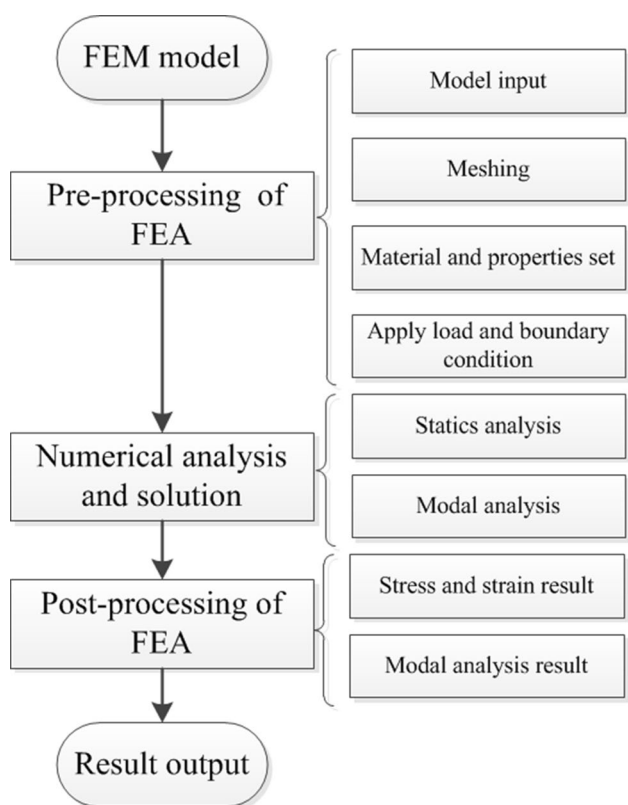 FEM model
Pre-processing of
FEA
Model input
Meshing
Material and properties set
Apply load and boundary
condition
Numerical analysis
and solution
Statics analysis
Modal analysis
Post-processing of
FEA
Stress and strain result
Modal analysis result
Result output